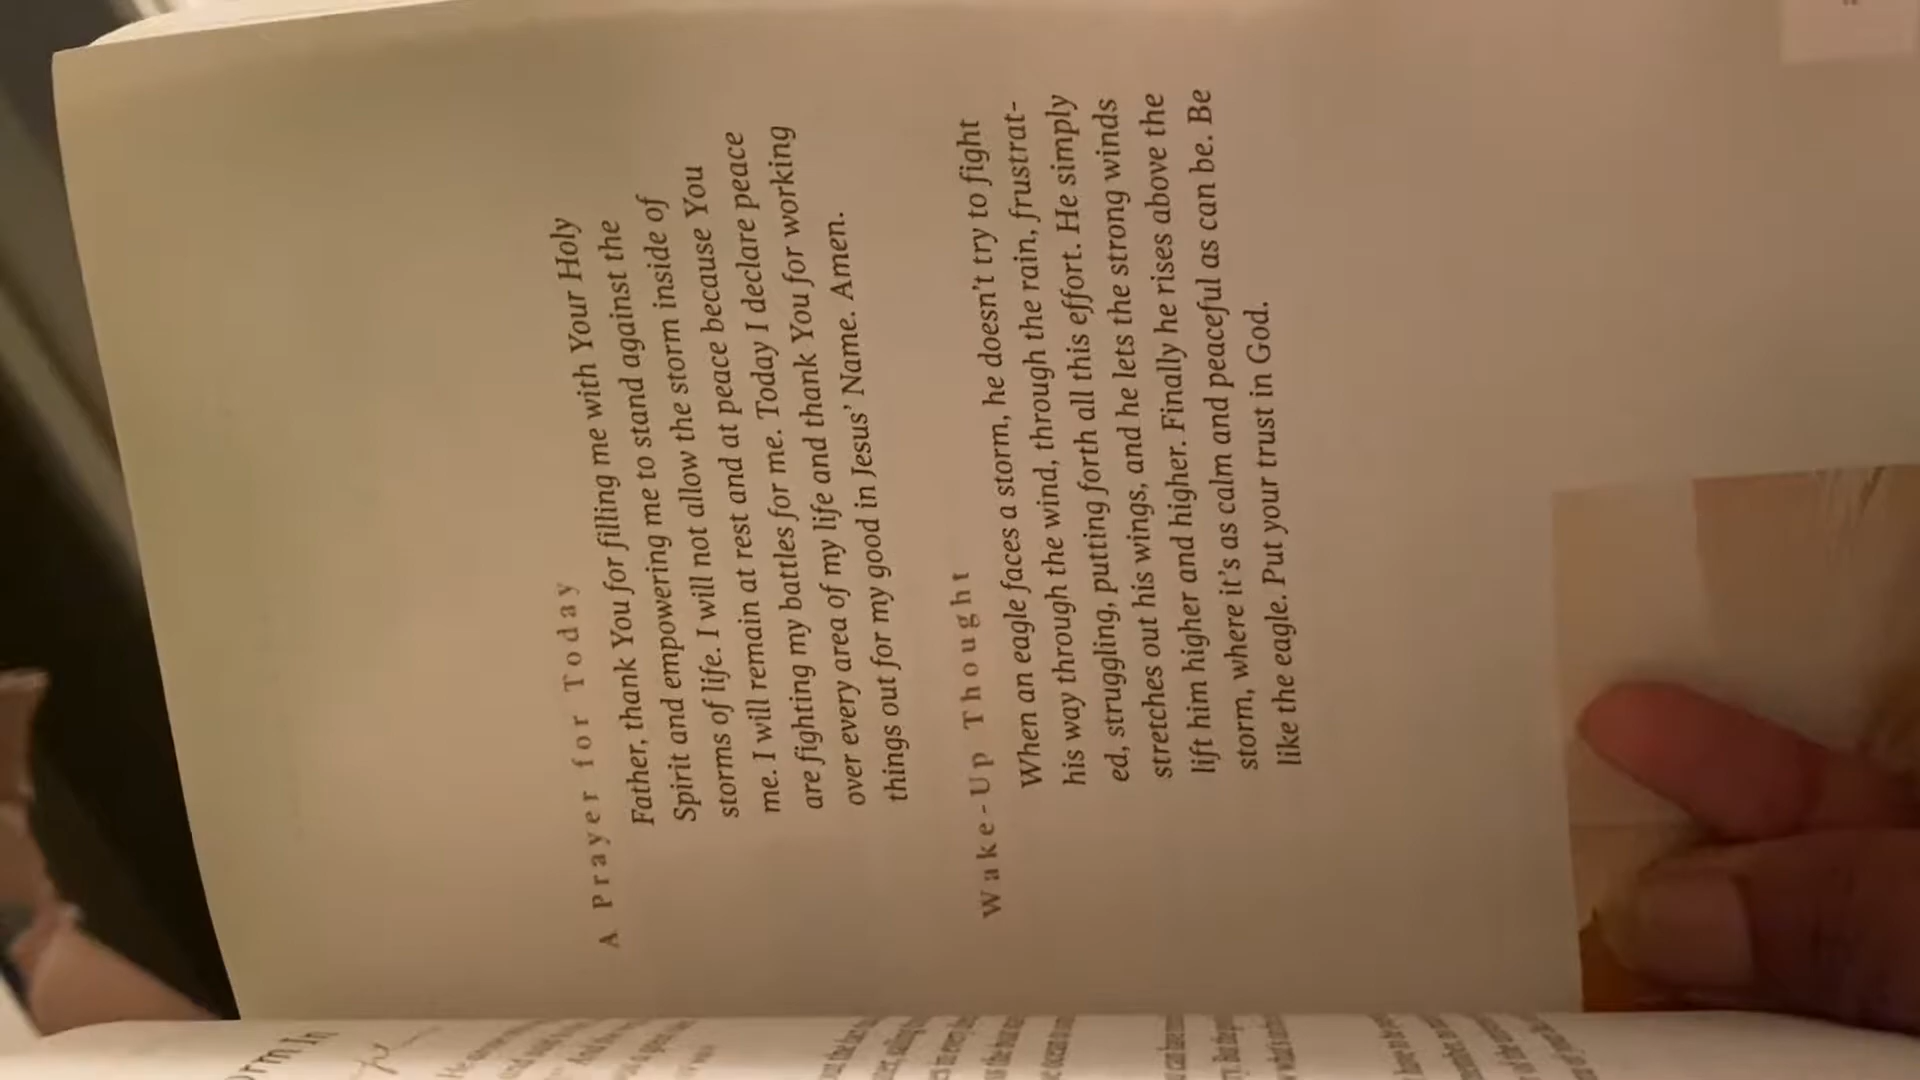 A Prayer for Today
Father, thank You for filling me with Your Holy
Spirit and empowering me to stand against the
storms of life. I will not allow the storm inside of
me. I will remain at rest and at peace because You
are fighting my battles for me. Today I declare peace
over every area of my life and thank You for working
things out for my good in Jesus' Name. Amen.
Wake-Up Thought
When an eagle faces a storm, he doesn't try to fight
his way through the wind, through the rain, frustrat-
ed, struggling, putting forth all this effort. He simply
stretches out his wings, and he lets the strong winds
lift him higher and higher. Finally he rises above the
storm, where it's as calm and peaceful as can be. Be
like the eagle. Put your trust in God.